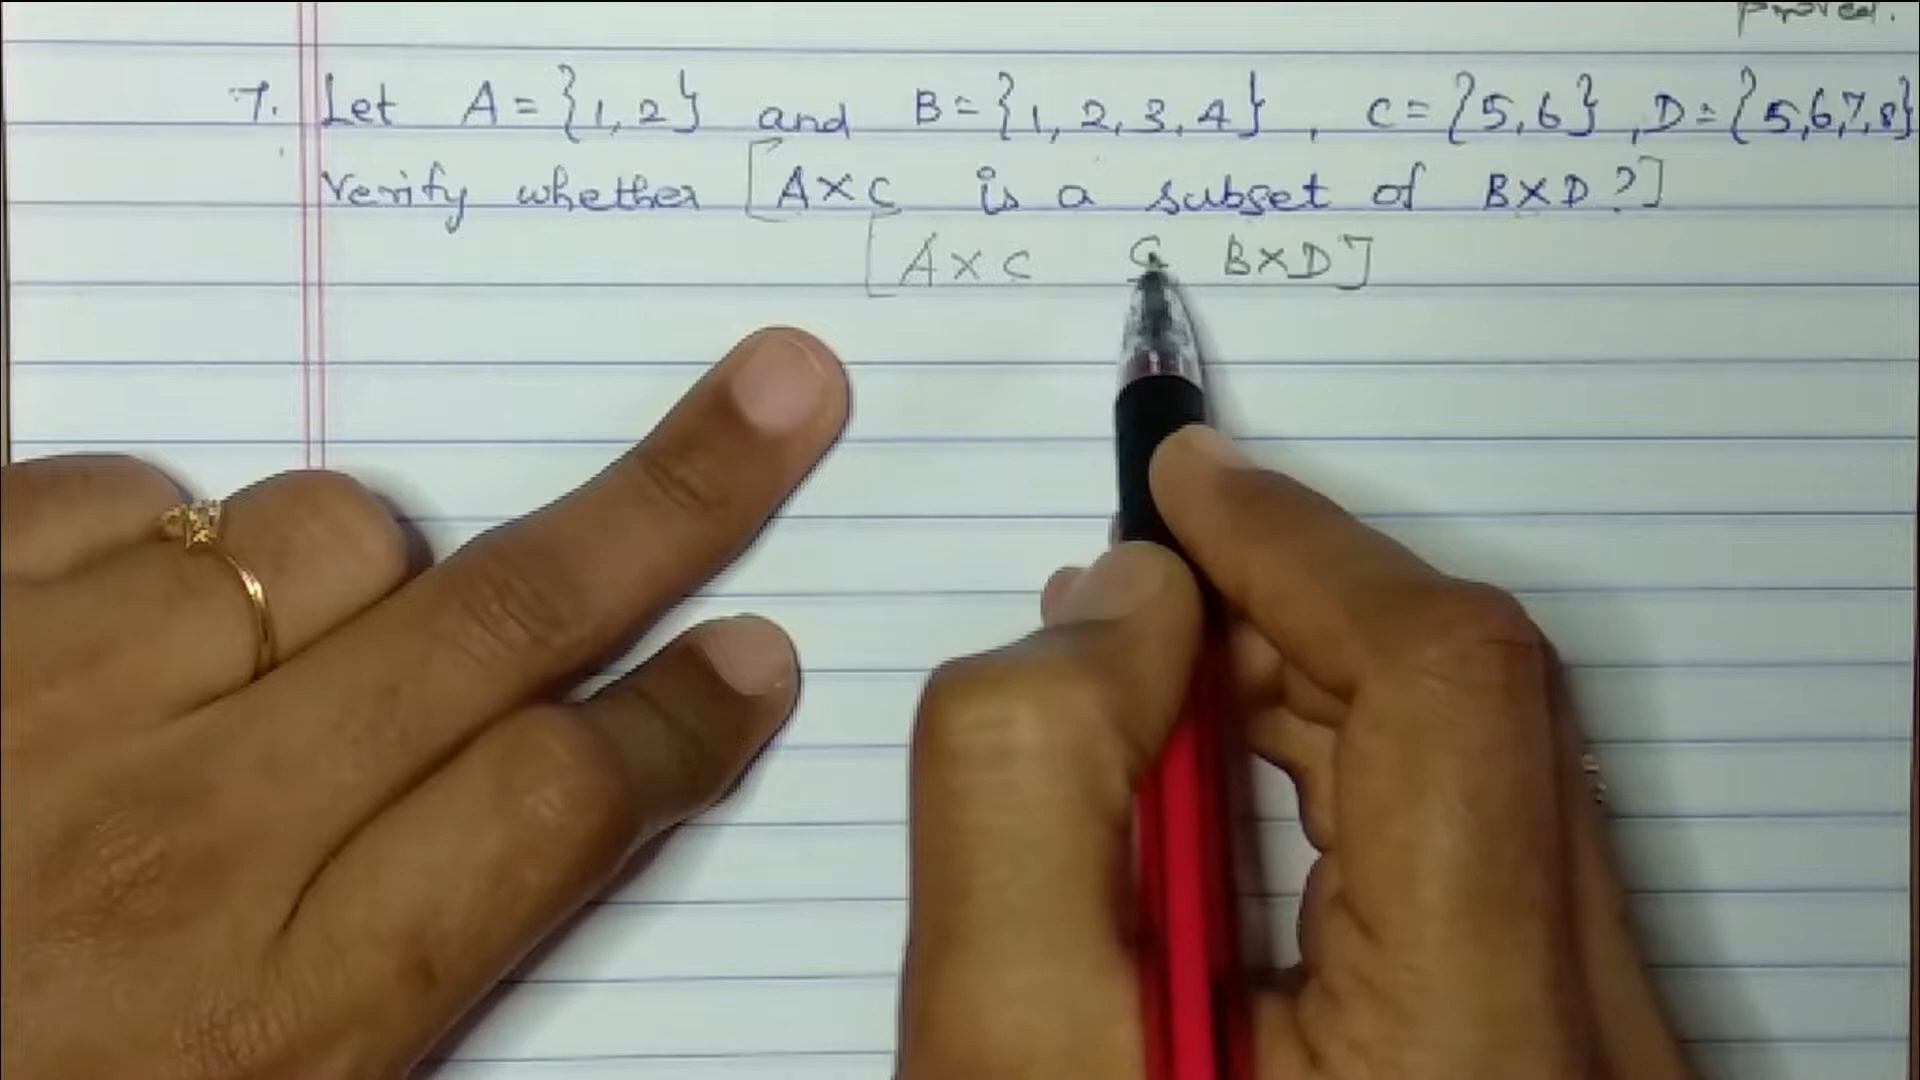 proved.
7. Let A = {1, 2} and B = {1, 2, 3, 4}, C = {5, 6}, D = {5, 6, 7, 8}
Verify whether [A×C is a subset of B×D?]
[A×C ⊆ B×D]